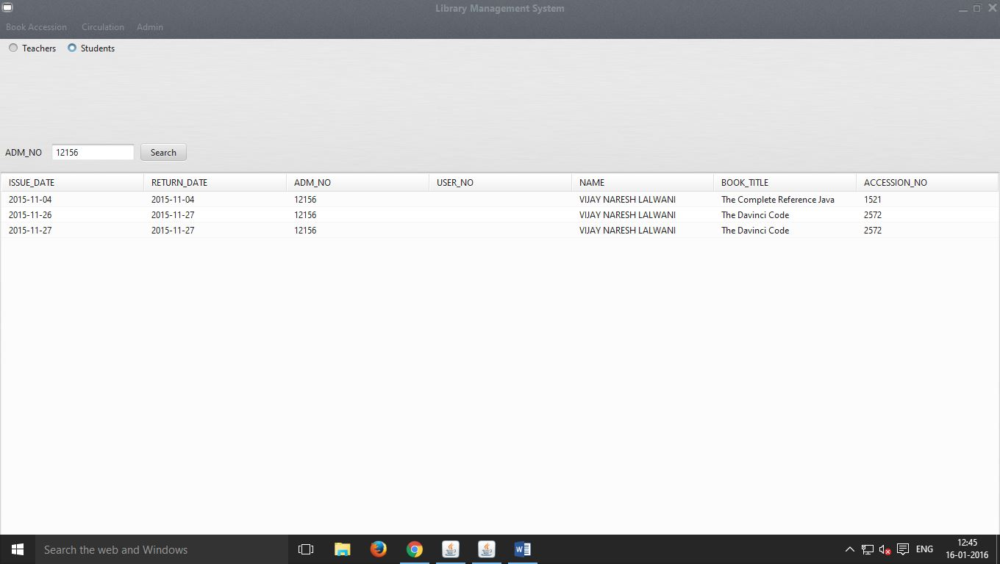 Library Management System
Book Accession Circulation Admin
Teachers Students
ADM_NO 12156 Search
ISSUE_DATE RETURN_DATE ADM_NO USER_NO NAME BOOK_TITLE ACCESSION_NO
2015-11-04 2015-11-04 12156 VIJAY NARESH LALWANI The Complete Reference Java 1521
2015-11-26 2015-11-27 12156 VIJAY NARESH LALWANI The Davinci Code 2572
2015-11-27 2015-11-27 12156 VIJAY NARESH LALWANI The Davinci Code 2572
Search the web and Windows ENG 12:45
16-01-2016